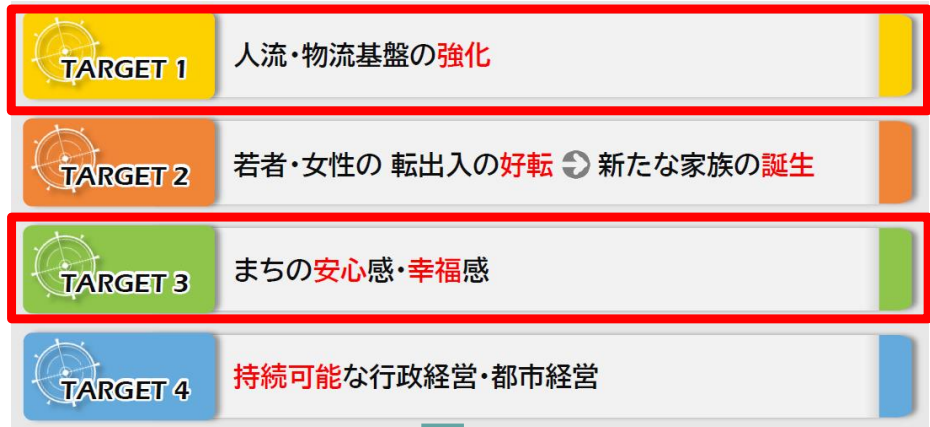 TARGET 1
人流・物流基盤の強化
TARGET 2
若者・女性の 転出入の好転 新たな家族の誕生
TARGET 3
まちの安心感・幸福感
TARGET 4
持続可能な行政経営・都市経営